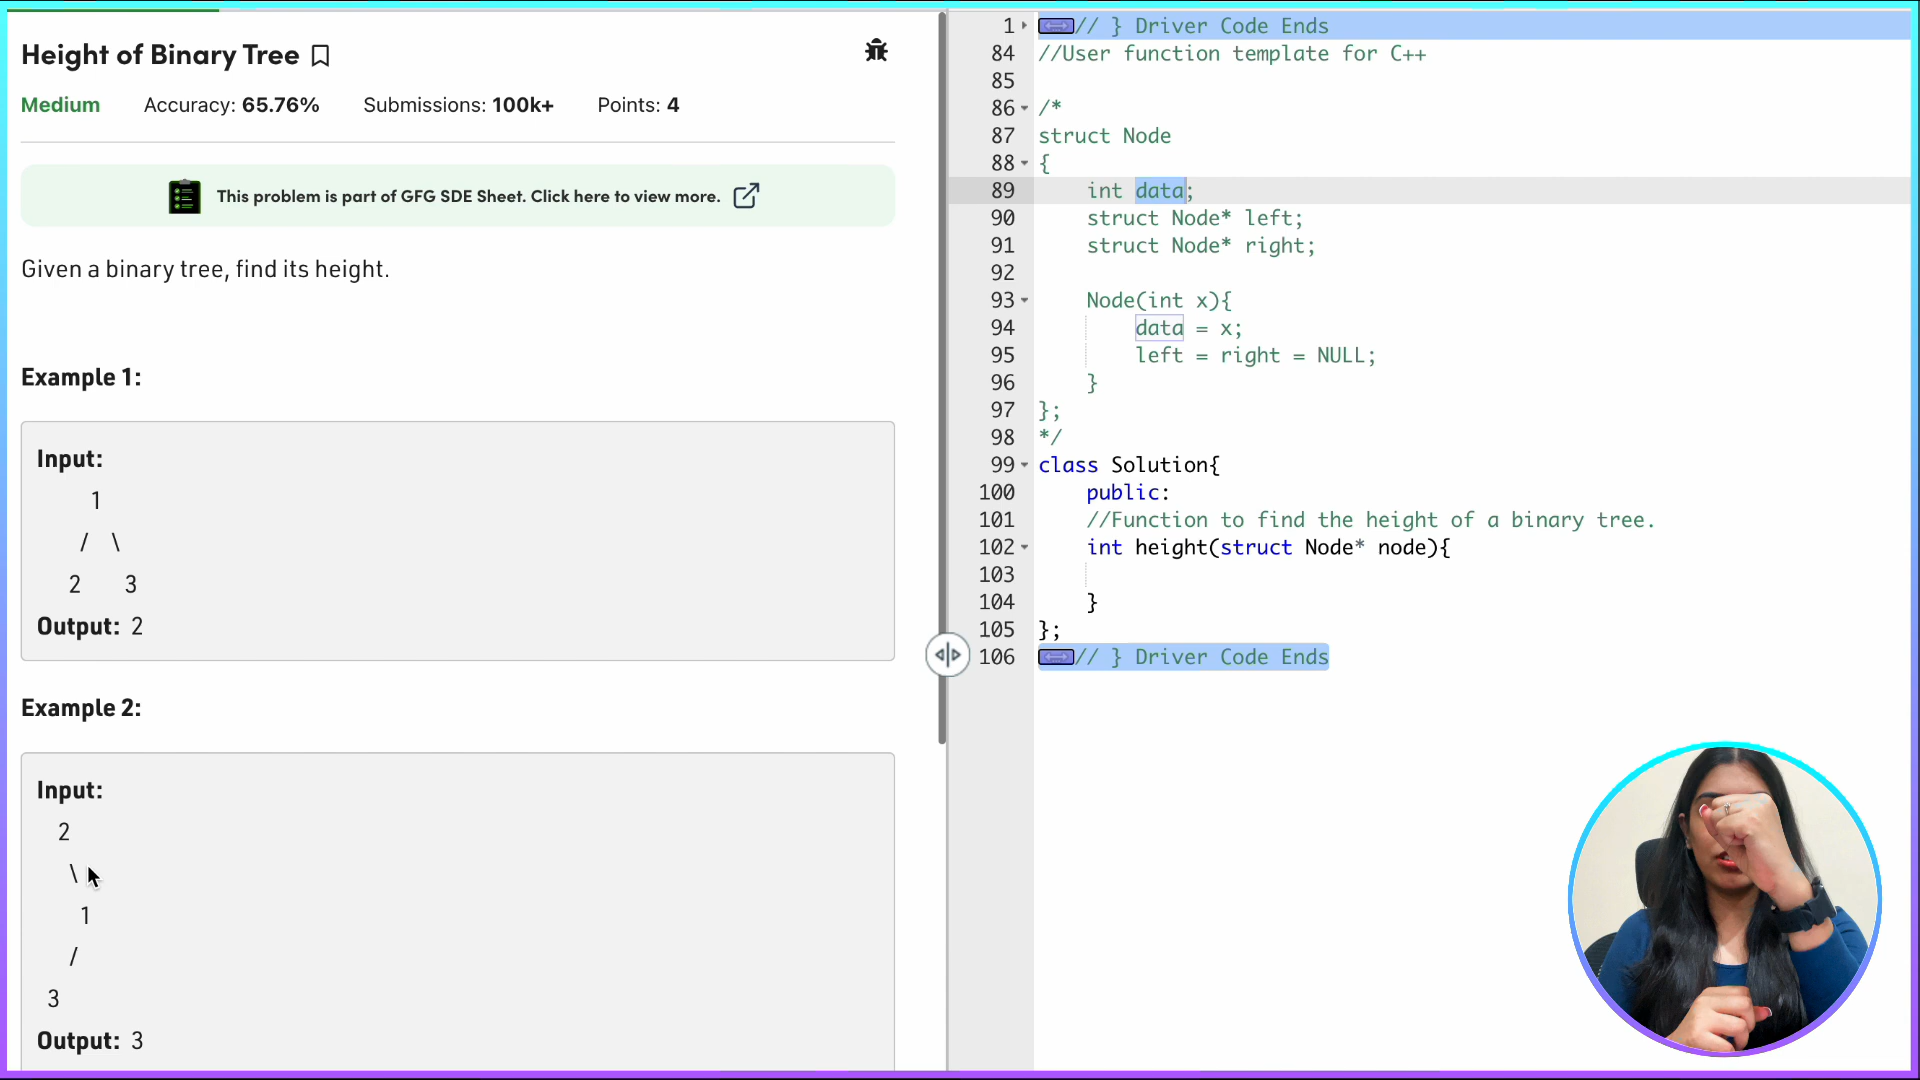 Height of Binary Tree
Medium Accuracy: 65.76% Submissions: 100k+ Points: 4
This problem is part of GFG SDE Sheet. Click here to view more.
Given a binary tree, find its height.
Example 1:
Input:
1
/ \
2 3
Output: 2
Example 2:
Input:
2
\
1
/
3
Output: 3
1 // } Driver Code Ends
84 //User function template for C++
85
86 /*
87 struct Node
88 {
89 int data;
90 struct Node* left;
91 struct Node* right;
92
93 Node(int x){
94 data = x;
95 left = right = NULL;
96 }
97 };
98 */
99 class Solution{
100 public:
101 //Function to find the height of a binary tree.
102 int height(struct Node* node){
103
104 }
105 };
106 // } Driver Code Ends